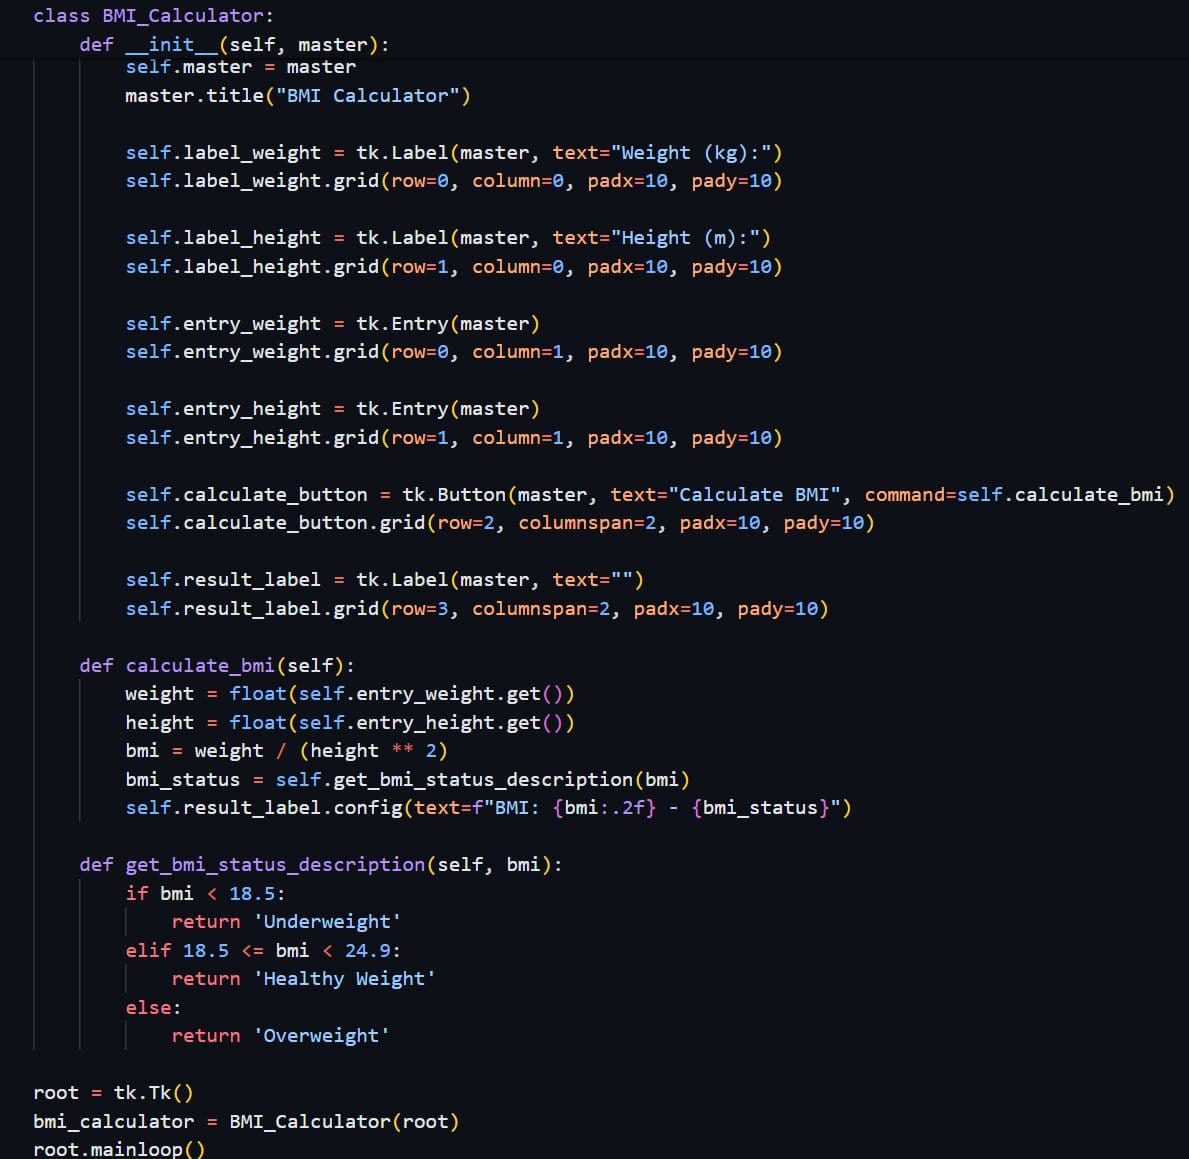 class BMI_Calculator:
    def __init__(self, master):
        self.master = master
        master.title("BMI Calculator")

        self.label_weight = tk.Label(master, text="Weight (kg):")
        self.label_weight.grid(row=0, column=0, padx=10, pady=10)

        self.label_height = tk.Label(master, text="Height (m):")
        self.label_height.grid(row=1, column=0, padx=10, pady=10)

        self.entry_weight = tk.Entry(master)
        self.entry_weight.grid(row=0, column=1, padx=10, pady=10)

        self.entry_height = tk.Entry(master)
        self.entry_height.grid(row=1, column=1, padx=10, pady=10)

        self.calculate_button = tk.Button(master, text="Calculate BMI", command=self.calculate_bmi)
        self.calculate_button.grid(row=2, columnspan=2, padx=10, pady=10)

        self.result_label = tk.Label(master, text="")
        self.result_label.grid(row=3, columnspan=2, padx=10, pady=10)

    def calculate_bmi(self):
        weight = float(self.entry_weight.get())
        height = float(self.entry_height.get())
        bmi = weight / (height ** 2)
        bmi_status = self.get_bmi_status_description(bmi)
        self.result_label.config(text=f"BMI: {bmi:.2f} - {bmi_status}")

    def get_bmi_status_description(self, bmi):
        if bmi < 18.5:
            return 'Underweight'
        elif 18.5 <= bmi < 24.9:
            return 'Healthy Weight'
        else:
            return 'Overweight'

root = tk.Tk()
bmi_calculator = BMI_Calculator(root)
root.mainloop()